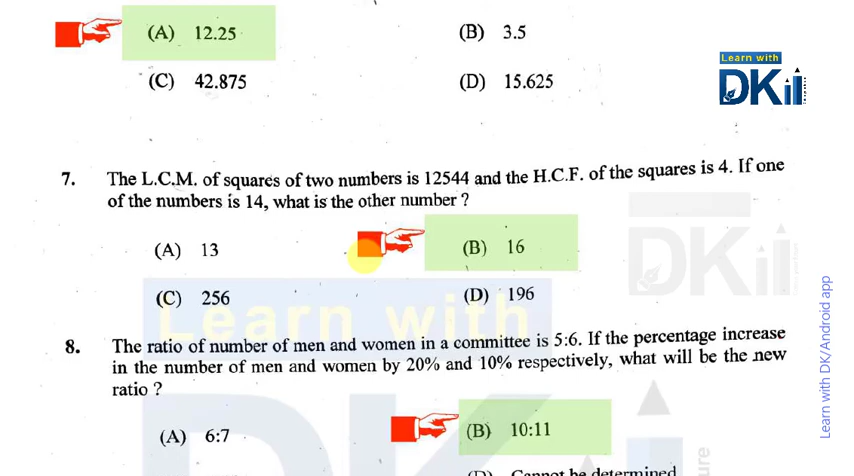 (A) 12.25
(B) 3.5
Learn with
DK
(C) 42.875
(D) 15.625
7. The L.C.M. of squares of two numbers is 12544 and the H.C.F. of the squares is 4. If one
of the numbers is 14, what is the other number ?
(A) 13
(B) 16
DK
(C) 256
(D) 196
Learn with
8. The ratio of number of men and women in a committee is 5:6. If the percentage increase
in the number of men and women by 20% and 10% respectively, what will be the new
ratio ?
(A) 6:7
(B) 10:11
(D) Cannot be determined
Learn with DK/Android app